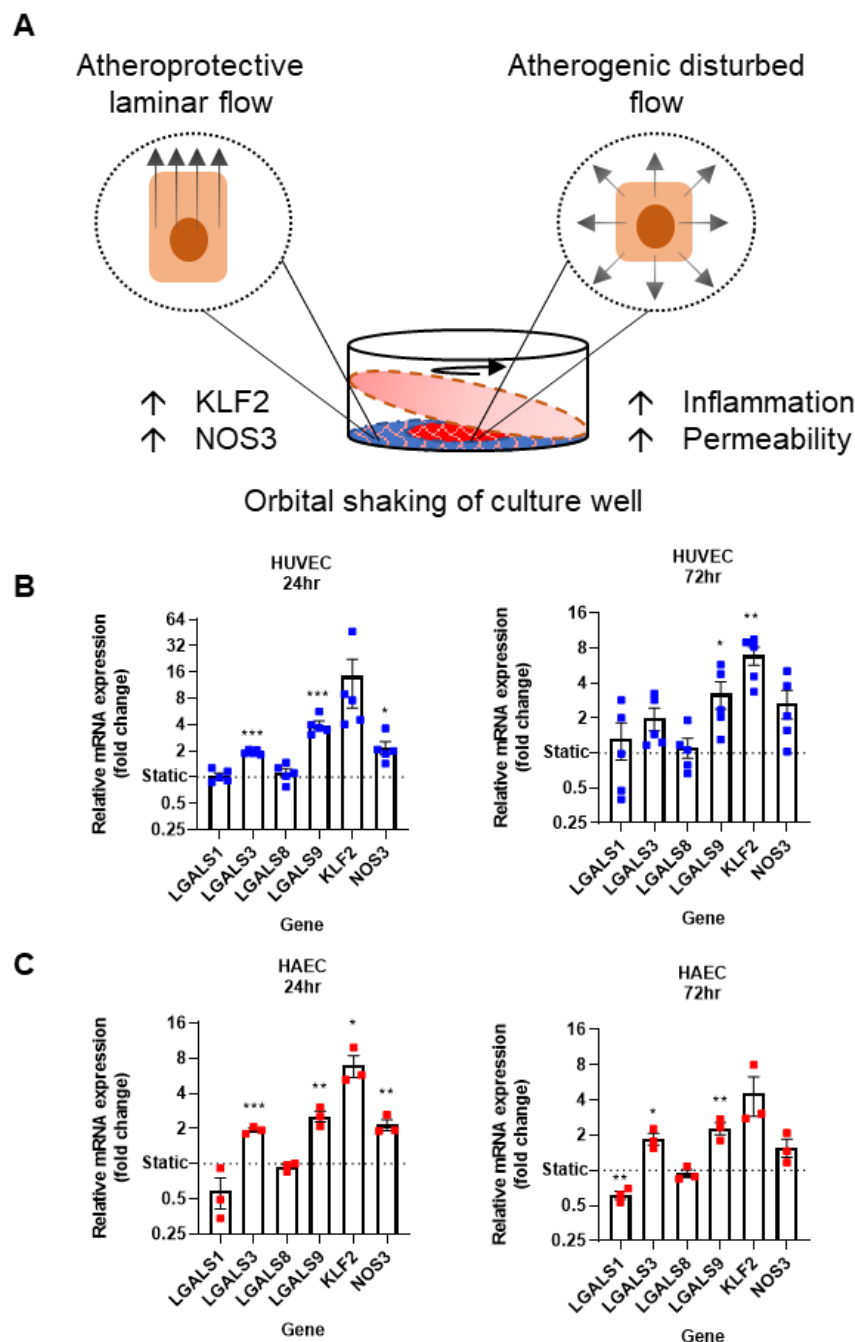 A
Atheroprotective
laminar flow
Atherogenic disturbed
flow
↑ KLF2
↑ NOS3
↑ Inflammation
↑ Permeability
Orbital shaking of culture well
B
HUVEC
24hr
Relative mRNA expression
(fold change)
64
32
16
8
4
2
Static
0.5
0.25
***
***
*
LGALS1
LGALS3
LGALS8
LGALS9
KLF2
NOS3
Gene
HUVEC
72hr
Relative mRNA expression
(fold change)
16
8
4
2
Static
0.5
0.25
*
**
LGALS1
LGALS3
LGALS8
LGALS9
KLF2
NOS3
Gene
C
HAEC
24hr
Relative mRNA expression
(fold change)
16
8
4
2
Static
0.5
0.25
***
**
*
**
LGALS1
LGALS3
LGALS8
LGALS9
KLF2
NOS3
Gene
HAEC
72hr
Relative mRNA expression
(fold change)
16
8
4
2
Static
0.5
0.25
**
*
**
LGALS1
LGALS3
LGALS8
LGALS9
KLF2
NOS3
Gene